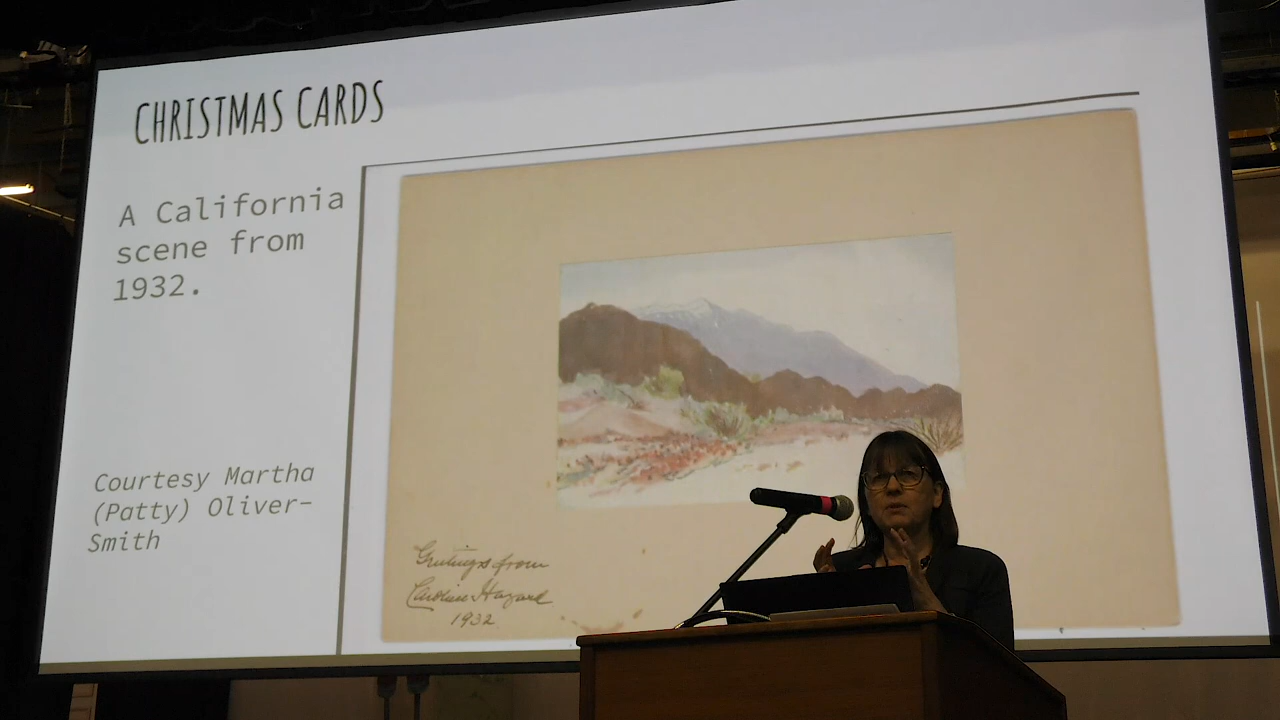 CHRISTMAS CARDS
A California
scene from
1932.
Courtesy Martha
(Patty) Oliver-
Smith
Greetings from
Caroline Hazard
1932